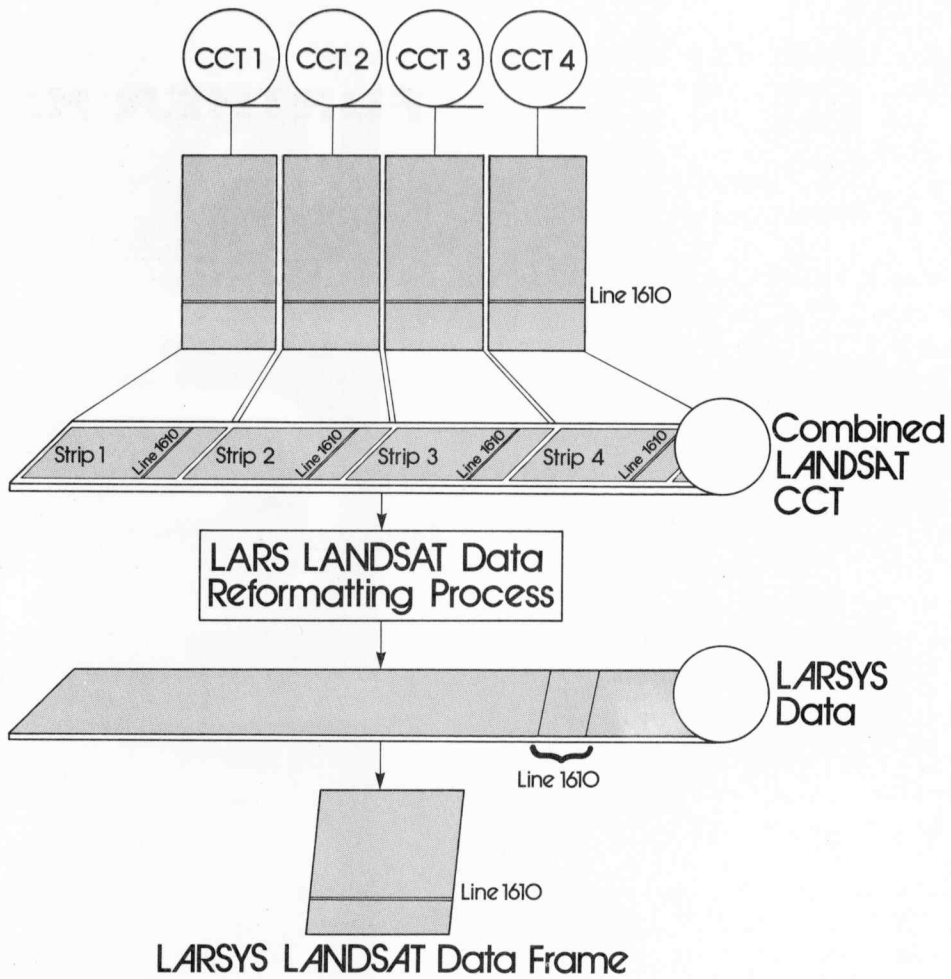 CCT 1
CCT 2
CCT 3
CCT 4
Line 1610
Strip 1
Line 1610
Strip 2
Line 1610
Strip 3
Line 1610
Strip 4
Line 1610
Combined
LANDSAT
CCT
LARS LANDSAT Data
Reformatting Process
LARSYS
Data
Line 1610
Line 1610
LARSYS LANDSAT Data Frame